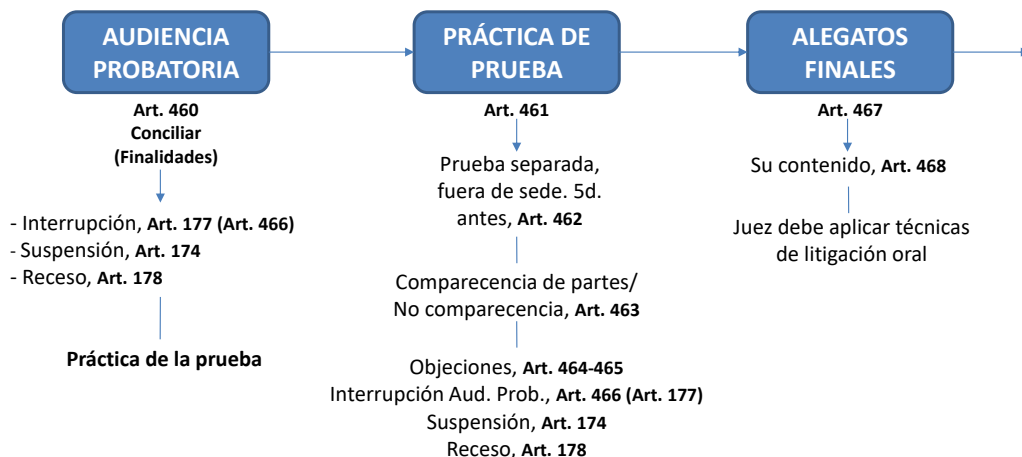 AUDIENCIA
PROBATORIA
Art. 460
Conciliar
(Finalidades)
- Interrupción, Art. 177 (Art. 466)
- Suspensión, Art. 174
- Receso, Art. 178
Práctica de la prueba
PRÁCTICA DE
PRUEBA
Art. 461
Prueba separada,
fuera de sede. 5d.
antes, Art. 462
Comparecencia de partes/
No comparecencia, Art. 463
Objeciones, Art. 464-465
Interrupción Aud. Prob., Art. 466 (Art. 177)
Suspensión, Art. 174
Receso, Art. 178
ALEGATOS
FINALES
Art. 467
Su contenido, Art. 468
Juez debe aplicar técnicas
de litigación oral